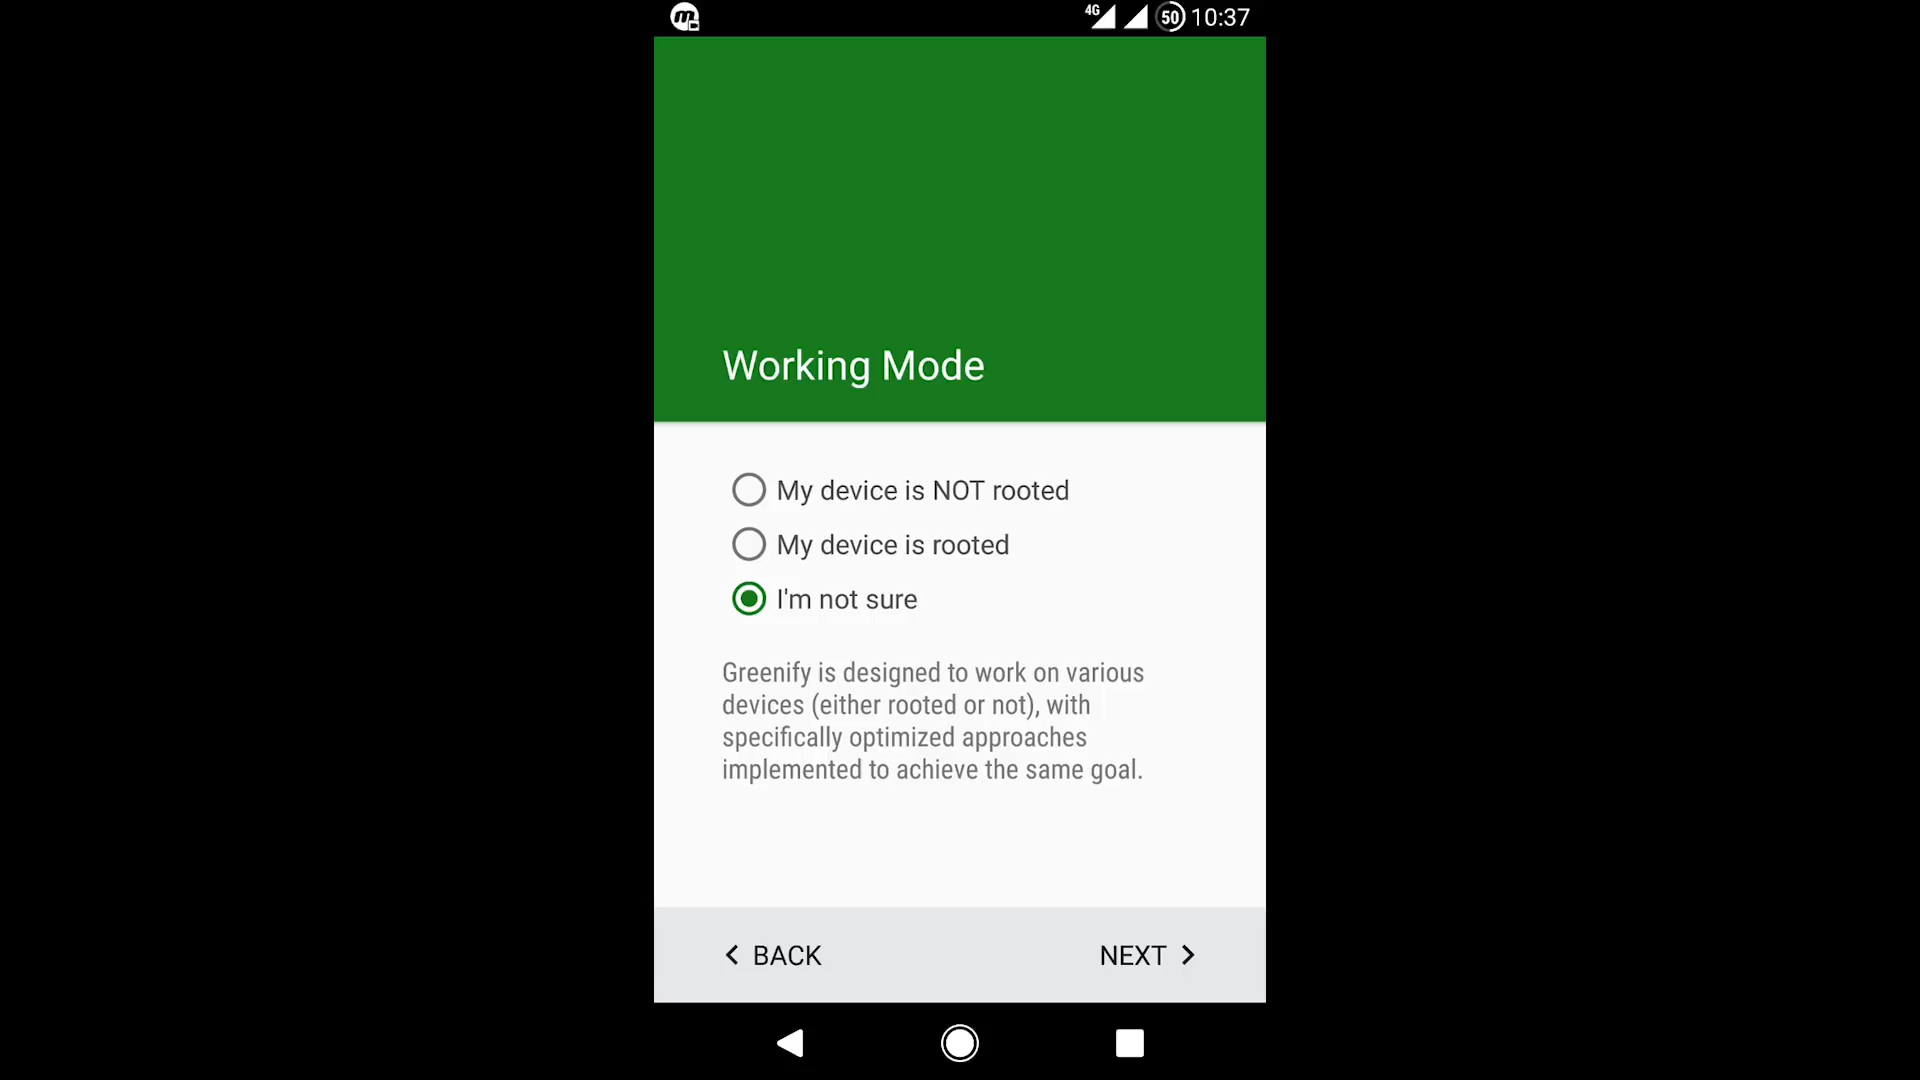 4G 50 10:37
Working Mode
My device is NOT rooted
My device is rooted
I'm not sure
Greenify is designed to work on various
devices (either rooted or not), with
specifically optimized approaches
implemented to achieve the same goal.
BACK NEXT